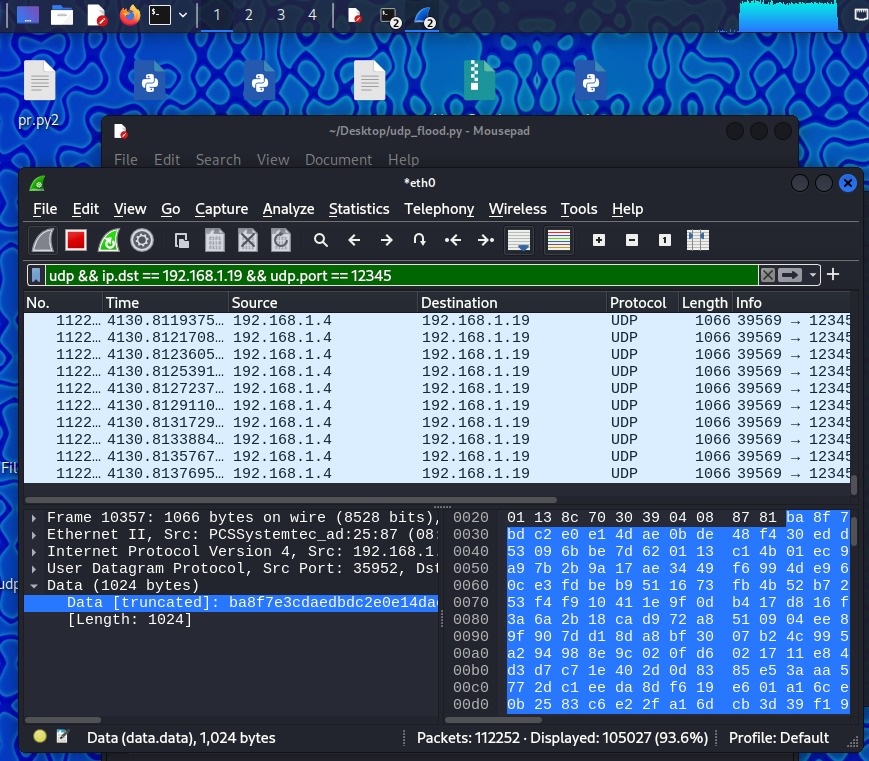 1 2 3 4 2 2
pr.py2
~/Desktop/udp_flood.py - Mousepad
File Edit Search View Document Help
*eth0
File Edit View Go Capture Analyze Statistics Telephony Wireless Tools Help
udp && ip.dst == 192.168.1.19 && udp.port == 12345
No. Time Source Destination Protocol Length Info
1122… 4130.8119375… 192.168.1.4 192.168.1.19 UDP 1066 39569 → 12345
1122… 4130.8121708… 192.168.1.4 192.168.1.19 UDP 1066 39569 → 12345
1122… 4130.8123605… 192.168.1.4 192.168.1.19 UDP 1066 39569 → 12345
1122… 4130.8125391… 192.168.1.4 192.168.1.19 UDP 1066 39569 → 12345
1122… 4130.8127237… 192.168.1.4 192.168.1.19 UDP 1066 39569 → 12345
1122… 4130.8129110… 192.168.1.4 192.168.1.19 UDP 1066 39569 → 12345
1122… 4130.8131729… 192.168.1.4 192.168.1.19 UDP 1066 39569 → 12345
1122… 4130.8133884… 192.168.1.4 192.168.1.19 UDP 1066 39569 → 12345
1122… 4130.8135767… 192.168.1.4 192.168.1.19 UDP 1066 39569 → 12345
1122… 4130.8137695… 192.168.1.4 192.168.1.19 UDP 1066 39569 → 12345
Frame 10357: 1066 bytes on wire (8528 bits),
Ethernet II, Src: PCSSystemtec_ad:25:87 (08:
Internet Protocol Version 4, Src: 192.168.1.
User Datagram Protocol, Src Port: 35952, Dst
Data (1024 bytes)
Data [truncated]: ba8f7e3cdaedbdc2e0e14da
[Length: 1024]
0020 01 13 8c 70 30 39 04 08 87 81 ba 8f 7
0030 bd c2 e0 e1 4d ae 0b de 48 f4 30 ed d
0040 53 09 6b be 7d 62 01 13 c1 4b 01 ec 9
0050 a9 7b 2b 9a 17 ae 34 49 f6 99 4d e9 6
0060 0c e3 fd be b9 51 16 73 fb 4b 52 b7 2
0070 53 f4 f9 10 41 1e 9f 0d b4 17 d8 16 f
0080 3a 6a 2b 18 ca d9 72 a8 51 09 04 ee 8
0090 9f 90 7d d1 8d a8 bf 30 07 b2 4c 99 5
00a0 a2 94 98 8e 9c 02 0f d6 02 17 11 e8 4
00b0 d3 d7 c7 1e 40 2d 0d 83 85 e5 3a aa 5
00c0 77 2d c1 ee da 8d f6 19 e6 01 a1 6c e
00d0 0b 25 83 c6 e2 2f a1 6d cb 3d 39 f1 9
Data (data.data), 1,024 bytes
Packets: 112252 · Displayed: 105027 (93.6%)
Profile: Default